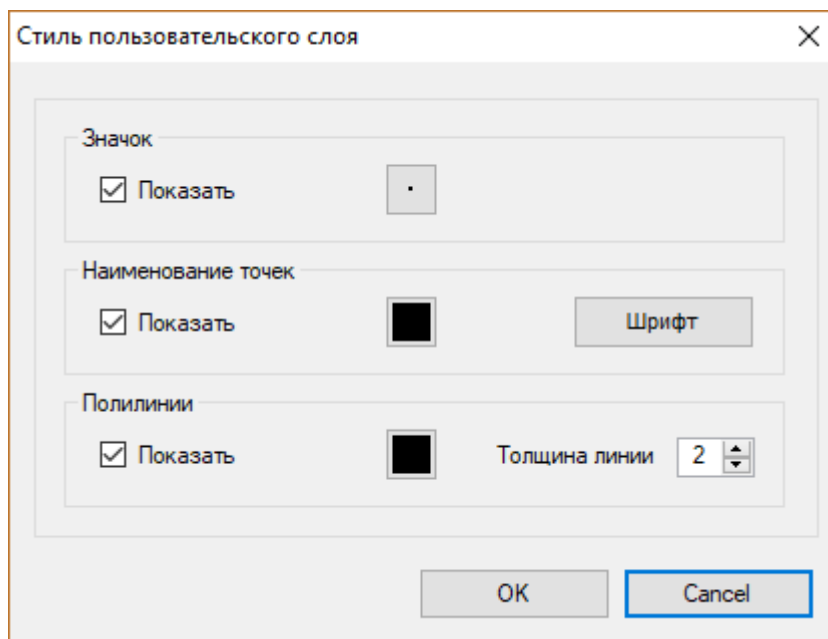 Стиль пользовательского слоя
Значок
Показать
Наименование точек
Показать
Шрифт
Полилинии
Показать
Толщина линии
2
OK
Cancel